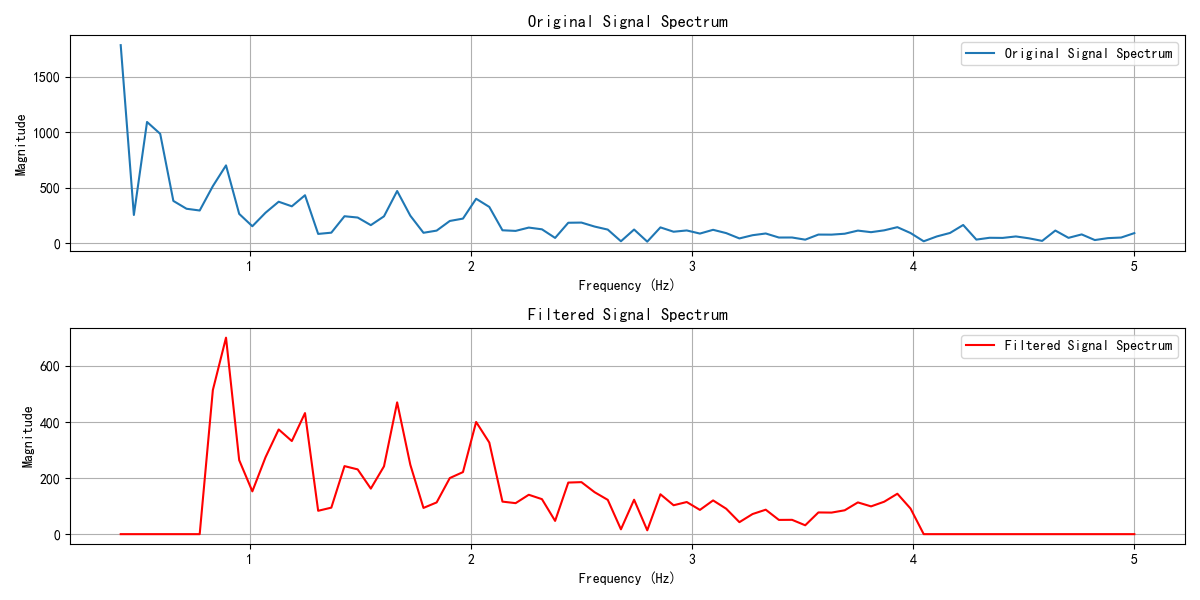 Original Signal Spectrum
Original Signal Spectrum
1500
1000
500
0
Magnitude
1 2 3 4 5
Frequency (Hz)
Filtered Signal Spectrum
Filtered Signal Spectrum
600
400
200
0
Magnitude
1 2 3 4 5
Frequency (Hz)